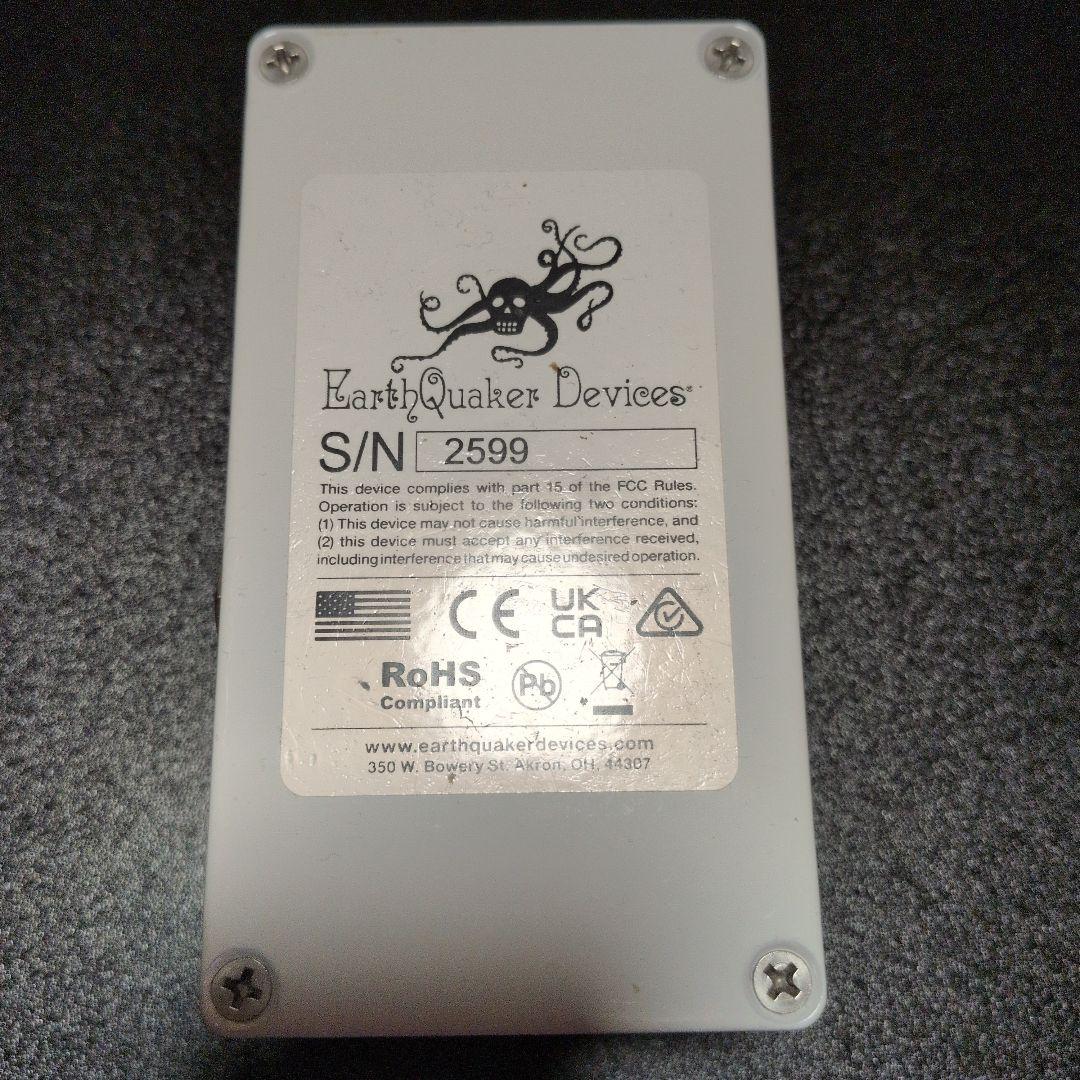 EarthQuaker Devices®
S/N 2599
This device complies with part 15 of the FCC Rules.
Operation is subject to the following two conditions:
(1) This device may not cause harmful interference, and
(2) this device must accept any interference received,
including interference that may cause undesired operation.
CE UK
CA
RoHS
Compliant
Pb
www.earthquakerdevices.com
350 W. Bowery St. Akron, OH, 44307